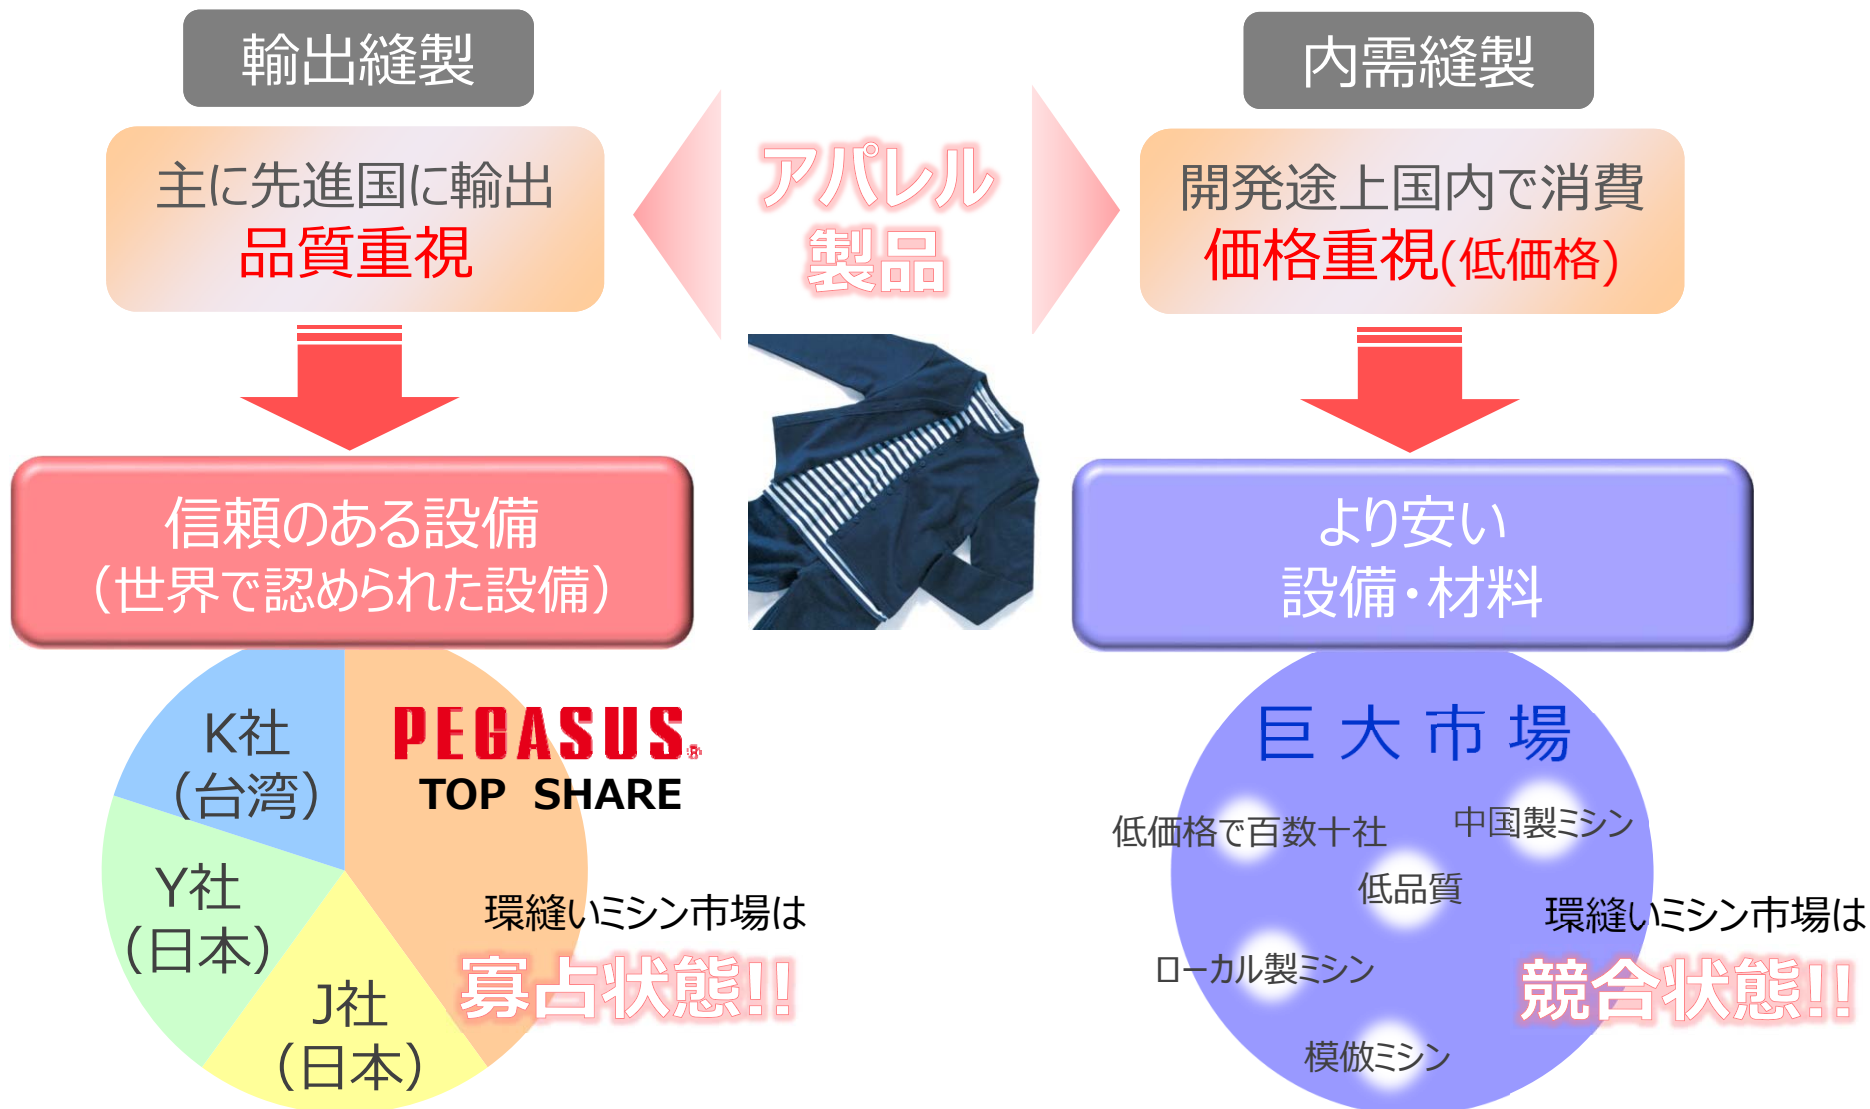 輸出縫製
主に先進国に輸出
品質重視
信頼のある設備
（世界で認められた設備）
K社
（台湾）
Y社
（日本）
J社
（日本）
PEGASUS®
TOP SHARE
環縫いミシン市場は
寡占状態!!
アパレル
製品
内需縫製
開発途上国内で消費
価格重視(低価格)
より安い
設備・材料
巨大市場
低価格で百数十社
中国製ミシン
低品質
ローカル製ミシン
模倣ミシン
環縫いミシン市場は
競合状態!!